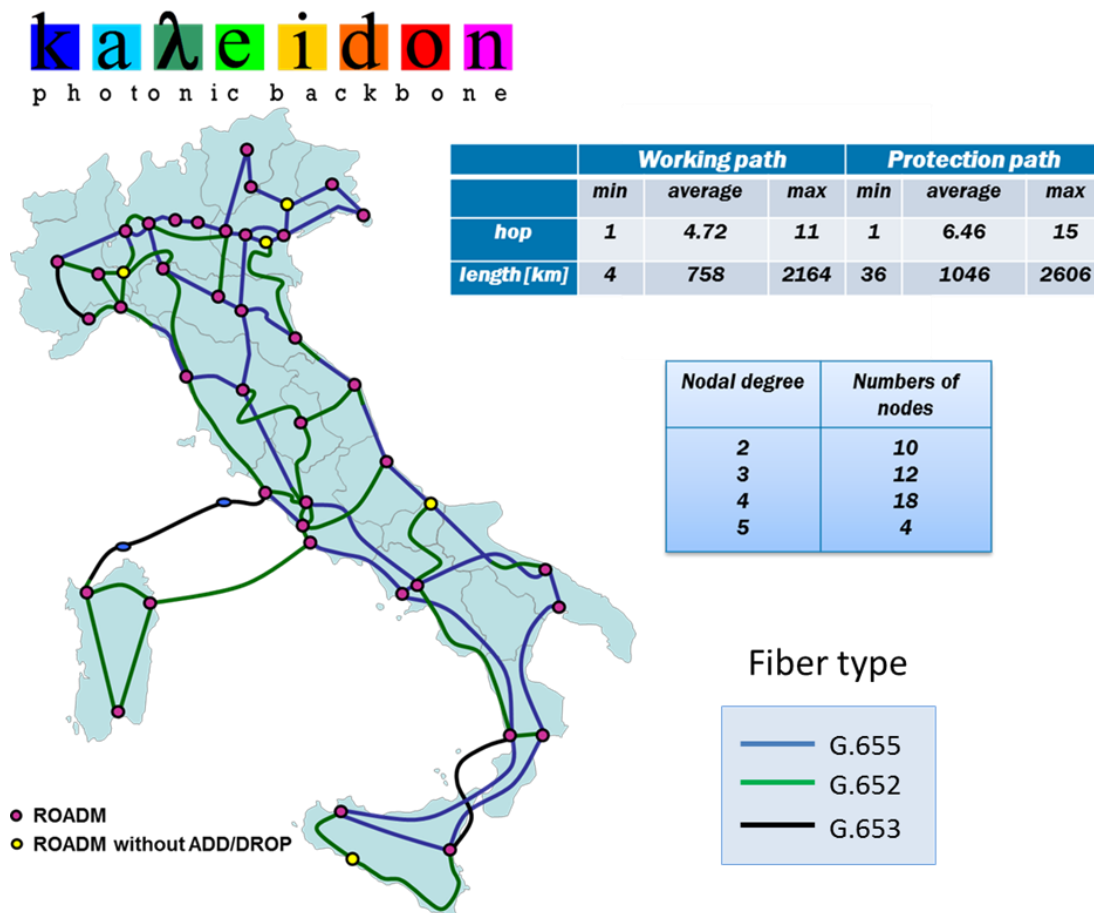 kaλeidon
photonic backbone
Working path Protection path
min average max min average max
hop 1 4.72 11 1 6.46 15
length [km] 4 758 2164 36 1046 2606
Nodal degree Numbers of nodes
2 10
3 12
4 18
5 4
Fiber type
G.655
G.652
G.653
ROADM
ROADM without ADD/DROP